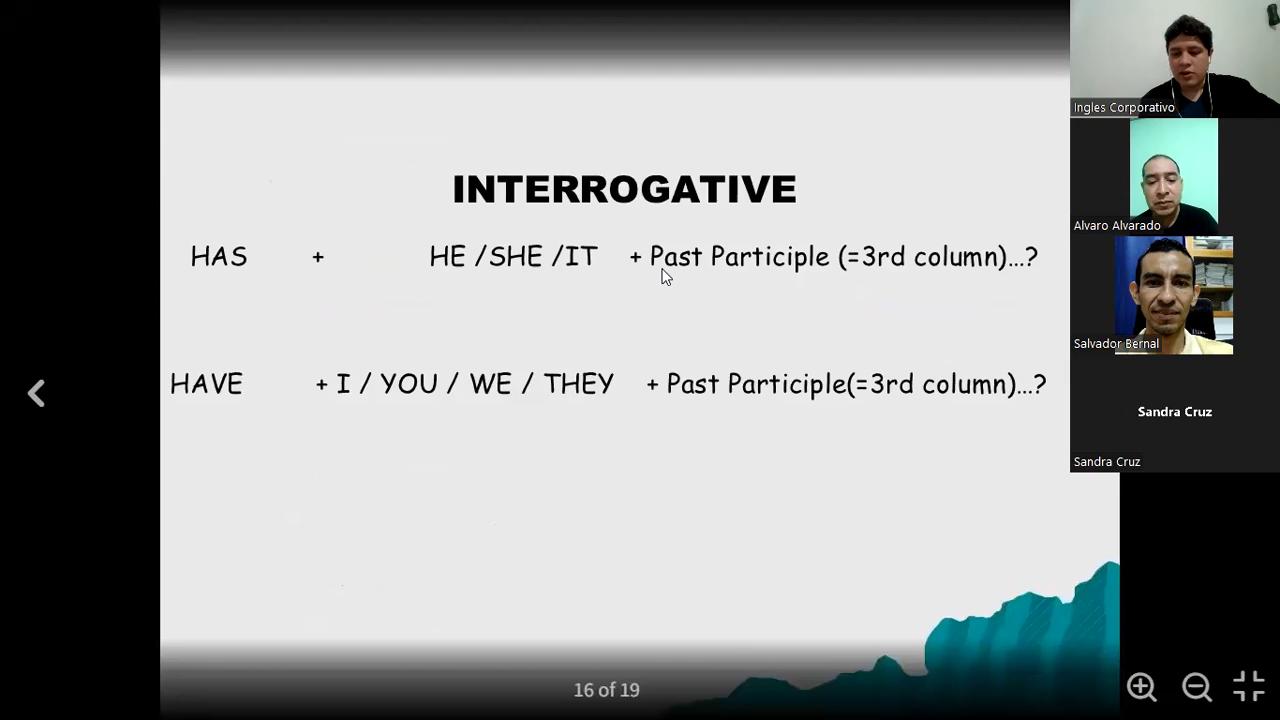 INTERROGATIVE
HAS + HE /SHE /IT + Past Participle (=3rd column)...?
HAVE + I / YOU / WE / THEY + Past Participle(=3rd column)...?
16 of 19
Ingles Corporativo
Alvaro Alvarado
Salvador Bernal
Sandra Cruz
Sandra Cruz